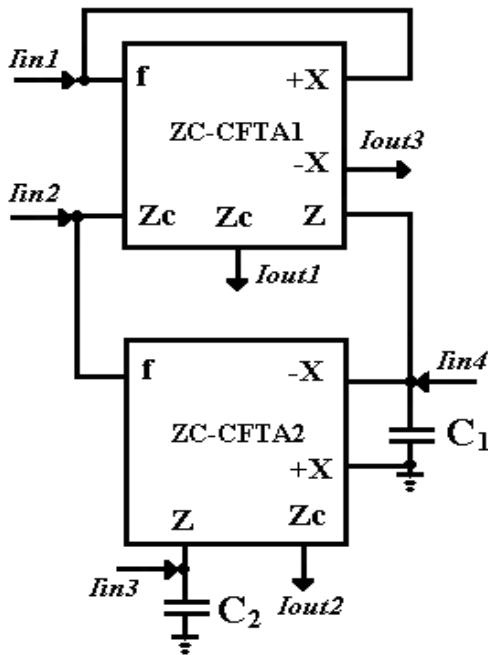 Iin1
f
+X
ZC-CFTA1
Iout3
-X
Iin2
Zc
Zc
Z
Iout1
f
-X
Iin4
ZC-CFTA2
C1
+X
Z
Zc
Iin3
C2
Iout2